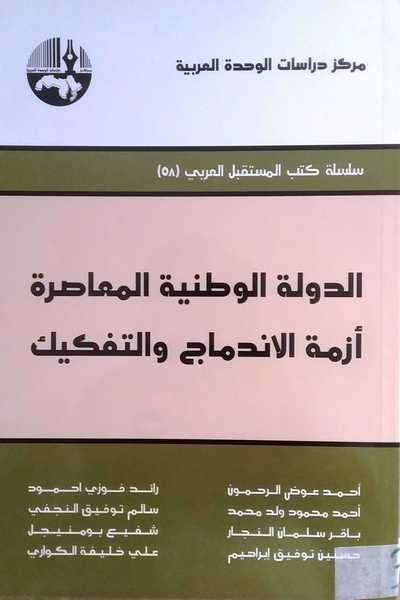 مركز دراسات الوحدة العربية
سلسلة كتب المستقبل العربي (٥٨)
الدولة الوطنية المعاصرة
أزمة الاندماج والتفكيك
أحمد عوض الرحمون رائد فوزي احمود
أحمد محمود ولد محمد سالم توفيق النجفي
باقر سلمان النجار شفيع بومنيجل
حسنين توفيق إبراهيم علي خليفة الكواري